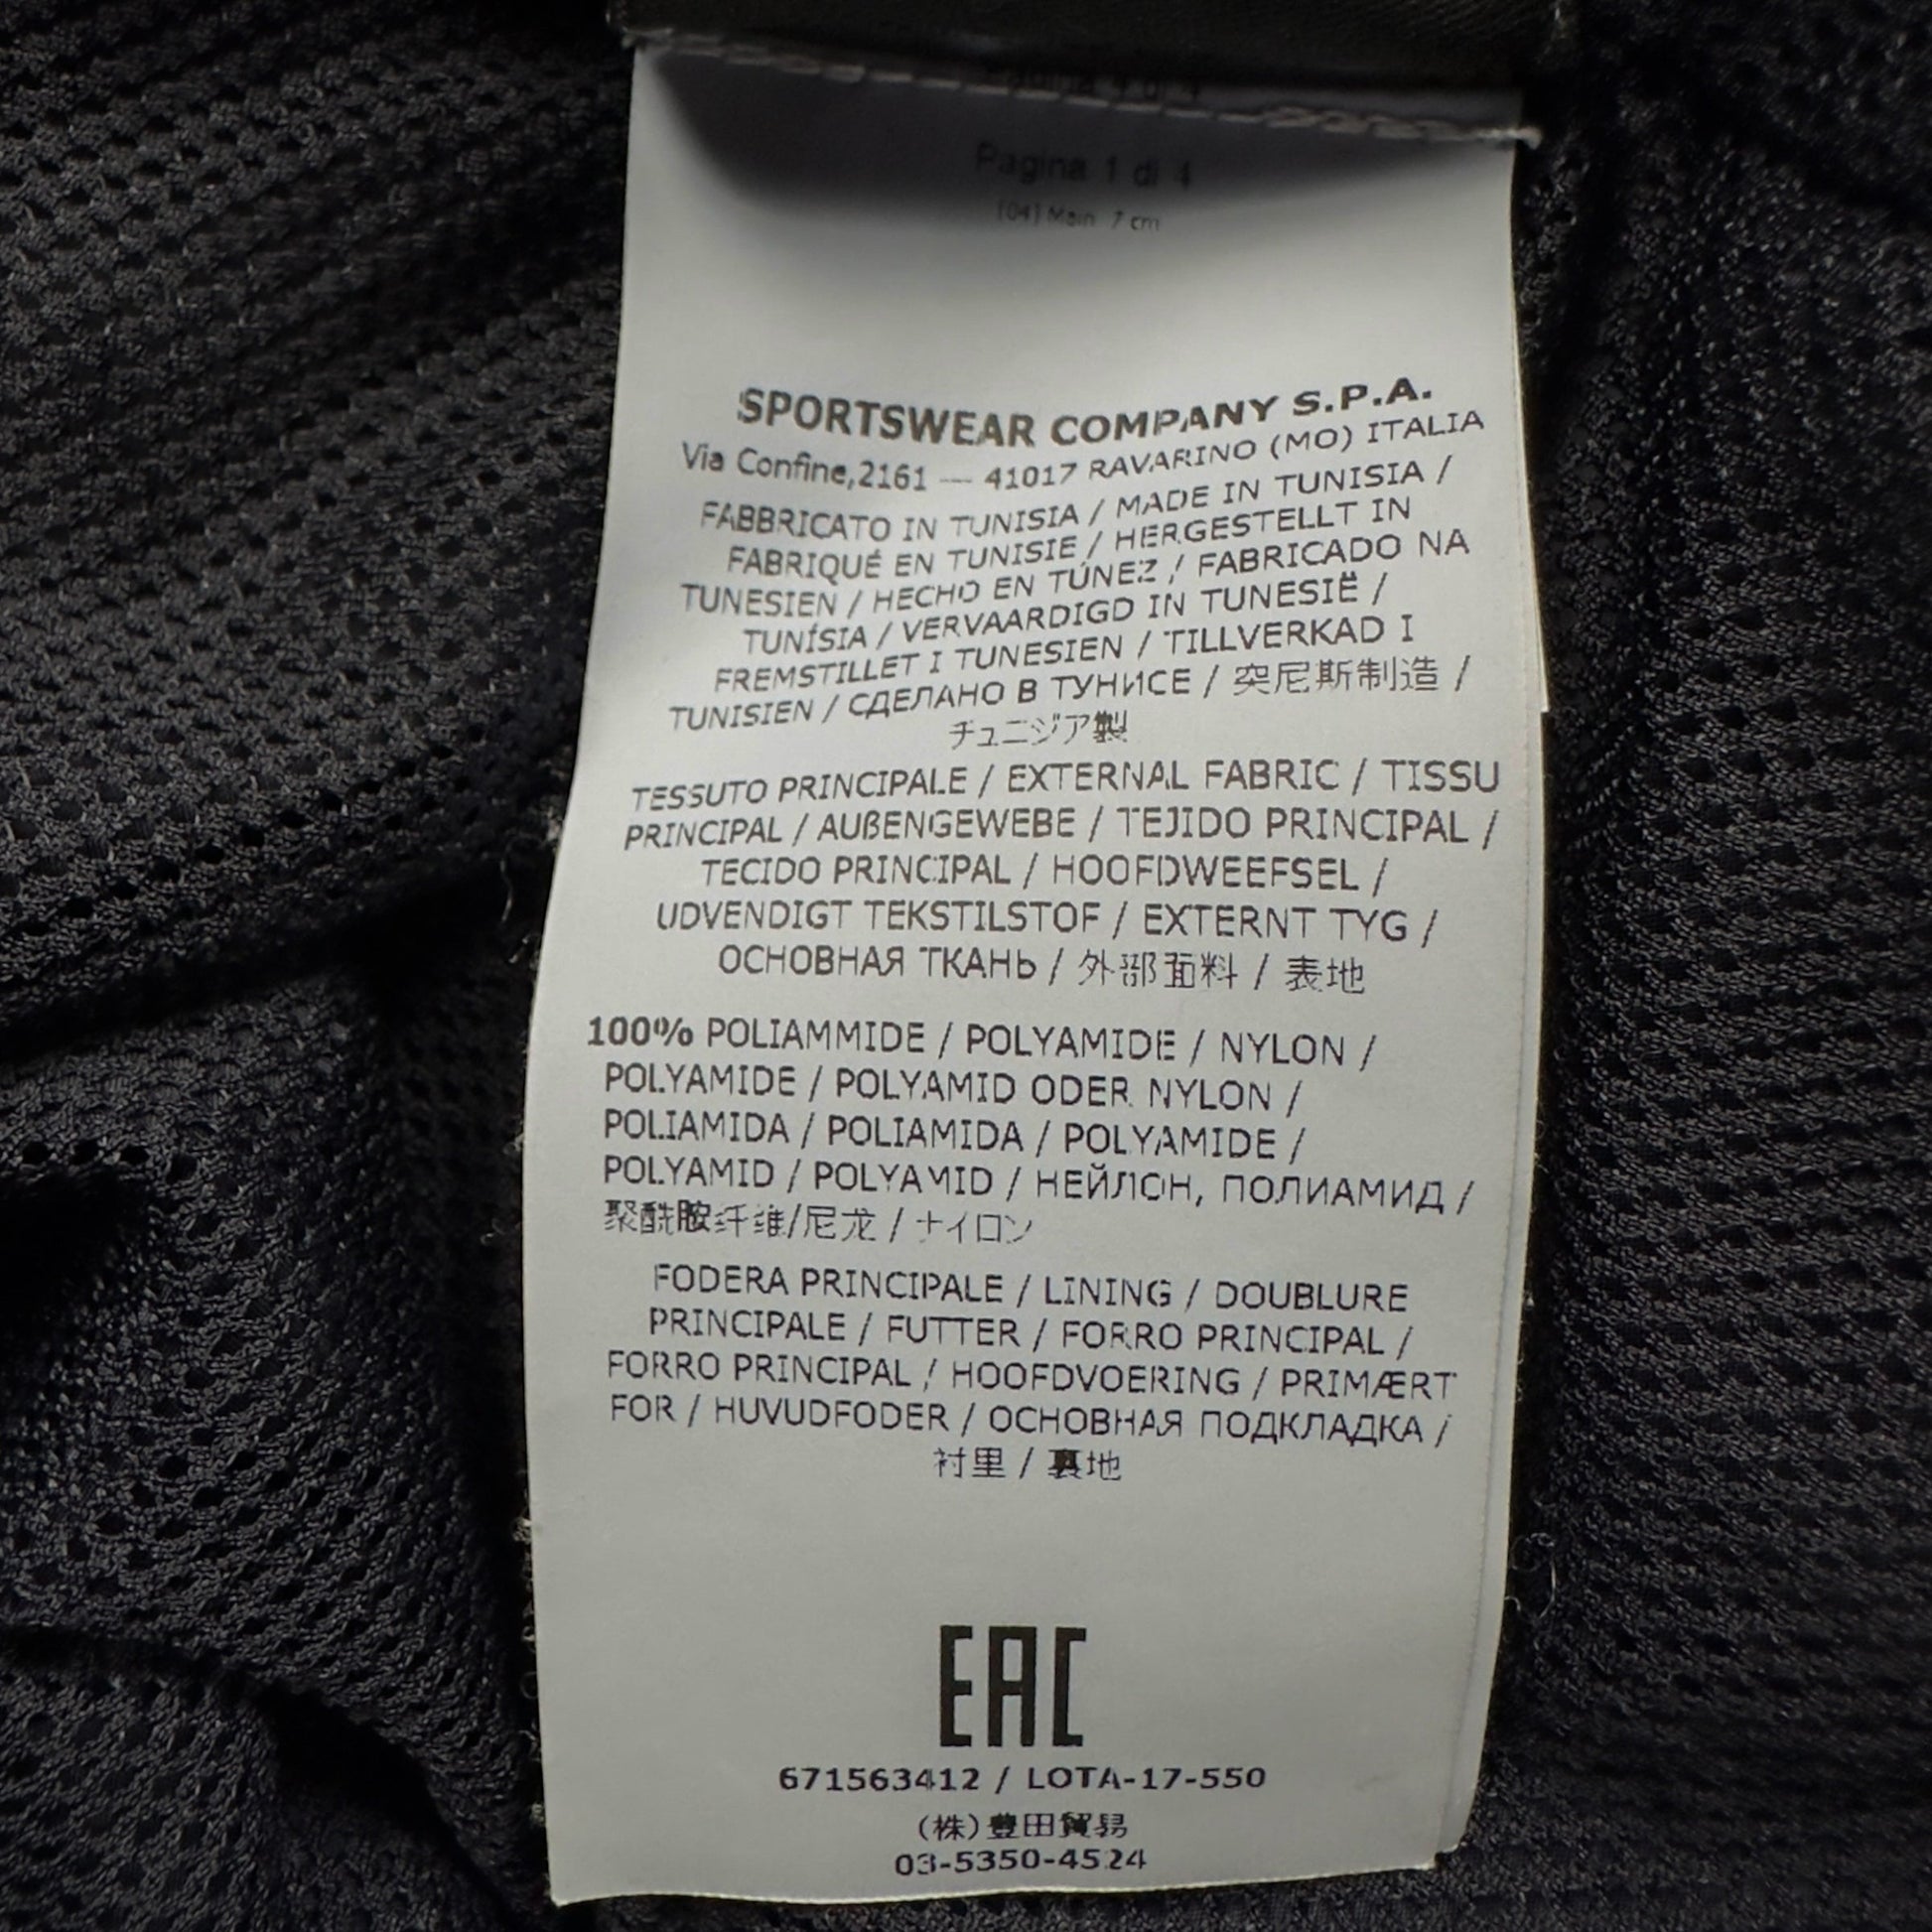 Pagina 1 di 4
[04] Main 7 cm
SPORTSWEAR COMPANY S.P.A.
Via Confine,2161 — 41017 RAVARINO (MO) ITALIA
FABBRICATO IN TUNISIA / MADE IN TUNISIA /
FABRIQUÉ EN TUNISIE / HERGESTELLT IN
TUNESIEN / HECHO EN TÚNEZ / FABRICADO NA
TUNÍSIA / VERVAARDIGD IN TUNESIË /
FREMSTILLET I TUNESIEN / TILLVERKAD I
TUNISIEN / СДЕЛАНО В ТУНИСЕ / 突尼斯制造 /
チュニジア製
TESSUTO PRINCIPALE / EXTERNAL FABRIC / TISSU
PRINCIPAL / AUßENGEWEBE / TEJIDO PRINCIPAL /
TECIDO PRINCIPAL / HOOFDWEEFSEL /
UDVENDIGT TEKSTILSTOF / EXTERNT TYG /
ОСНОВНАЯ ТКАНЬ / 外部面料 / 表地
100% POLIAMMIDE / POLYAMIDE / NYLON /
POLYAMIDE / POLYAMID ODER NYLON /
POLIAMIDA / POLIAMIDA / POLYAMIDE /
POLYAMID / POLYAMID / НЕЙЛОН, ПОЛИАМИД /
聚酰胺纤维/尼龙 / ナイロン
FODERA PRINCIPALE / LINING / DOUBLURE
PRINCIPALE / FUTTER / FORRO PRINCIPAL /
FORRO PRINCIPAL / HOOFDVOERING / PRIMÆRT
FOR / HUVUDFODER / ОСНОВНАЯ ПОДКЛАДКА /
衬里 / 裏地
EAC
671563412 / LOTA-17-550
(株)豊田貿易
03-5350-4524